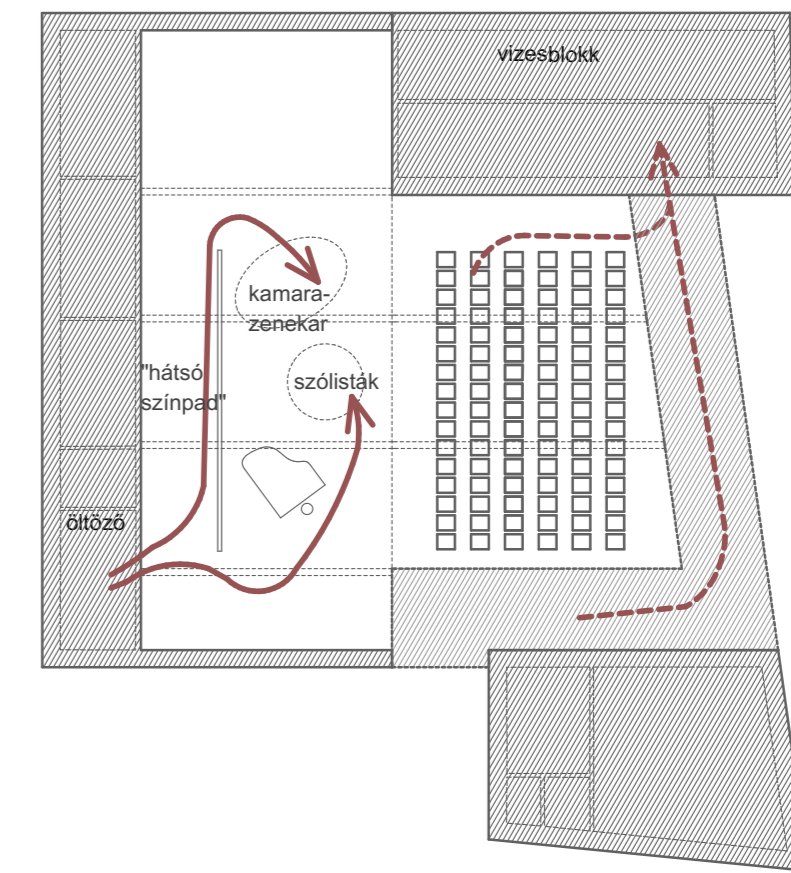 vizesblokk
kamara-
zenekar
"hátsó
színpad"
szólisták
öltöző